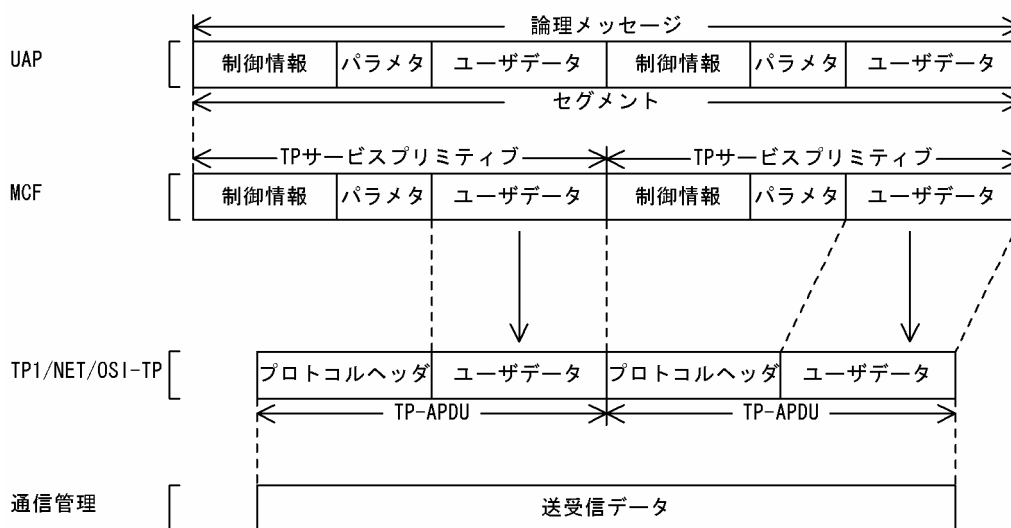 論理メッセージ
UAP
制御情報 パラメタ ユーザデータ 制御情報 パラメタ ユーザデータ
セグメント
TPサービスプリミティブ TPサービスプリミティブ
MCF
制御情報 パラメタ ユーザデータ 制御情報 パラメタ ユーザデータ
TP1/NET/OSI-TP
プロトコルヘッダ ユーザデータ プロトコルヘッダ ユーザデータ
TP-APDU TP-APDU
通信管理
送受信データ